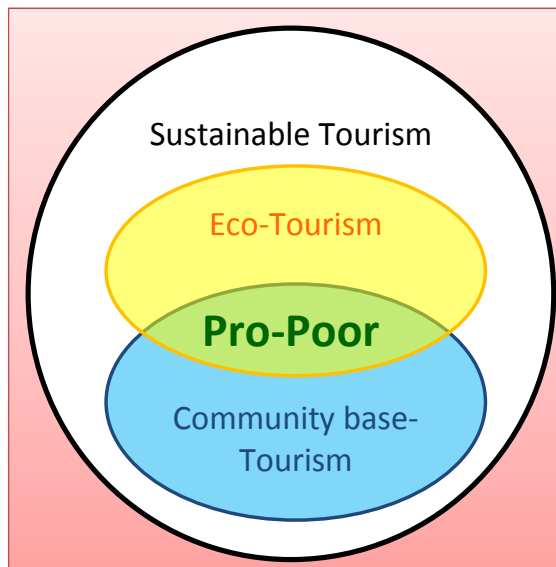 Sustainable Tourism
Eco-Tourism
Pro-Poor
Community base-
Tourism